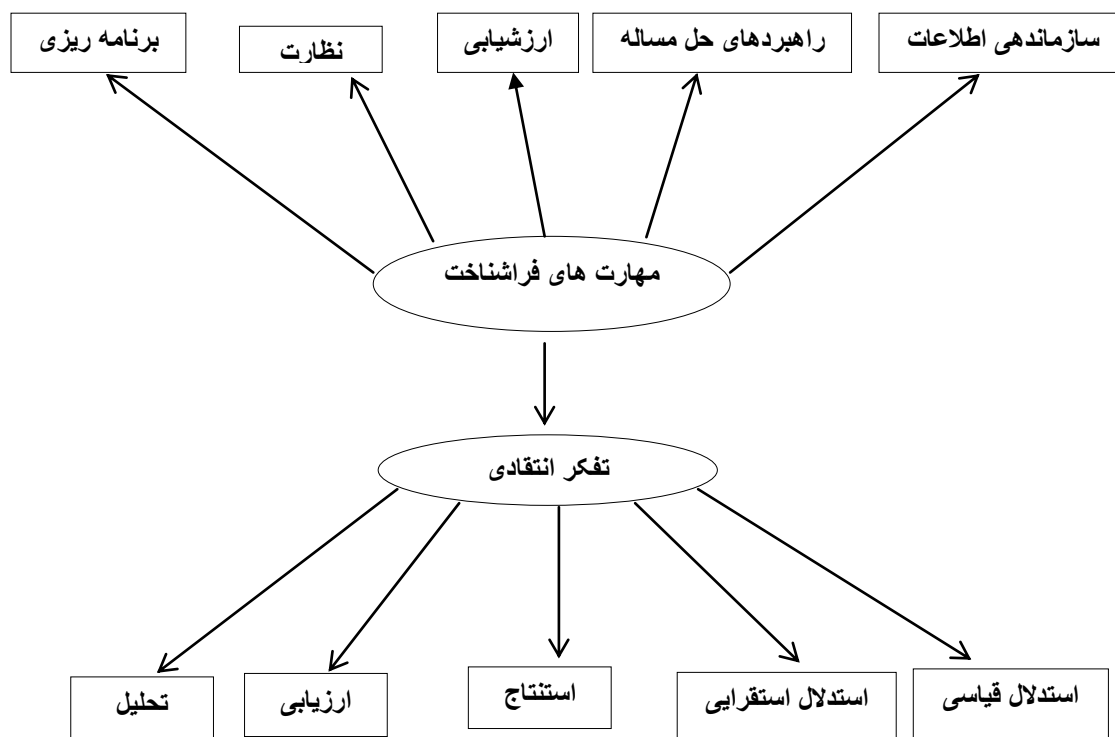 سازماندهی اطلاعات
راهبردهای حل مساله
ارزشیابی
نظارت
برنامه ریزی
مهارت های فراشناخت
تفکر انتقادی
استدلال قیاسی
استدلال استقرایی
استنتاج
ارزیابی
تحلیل